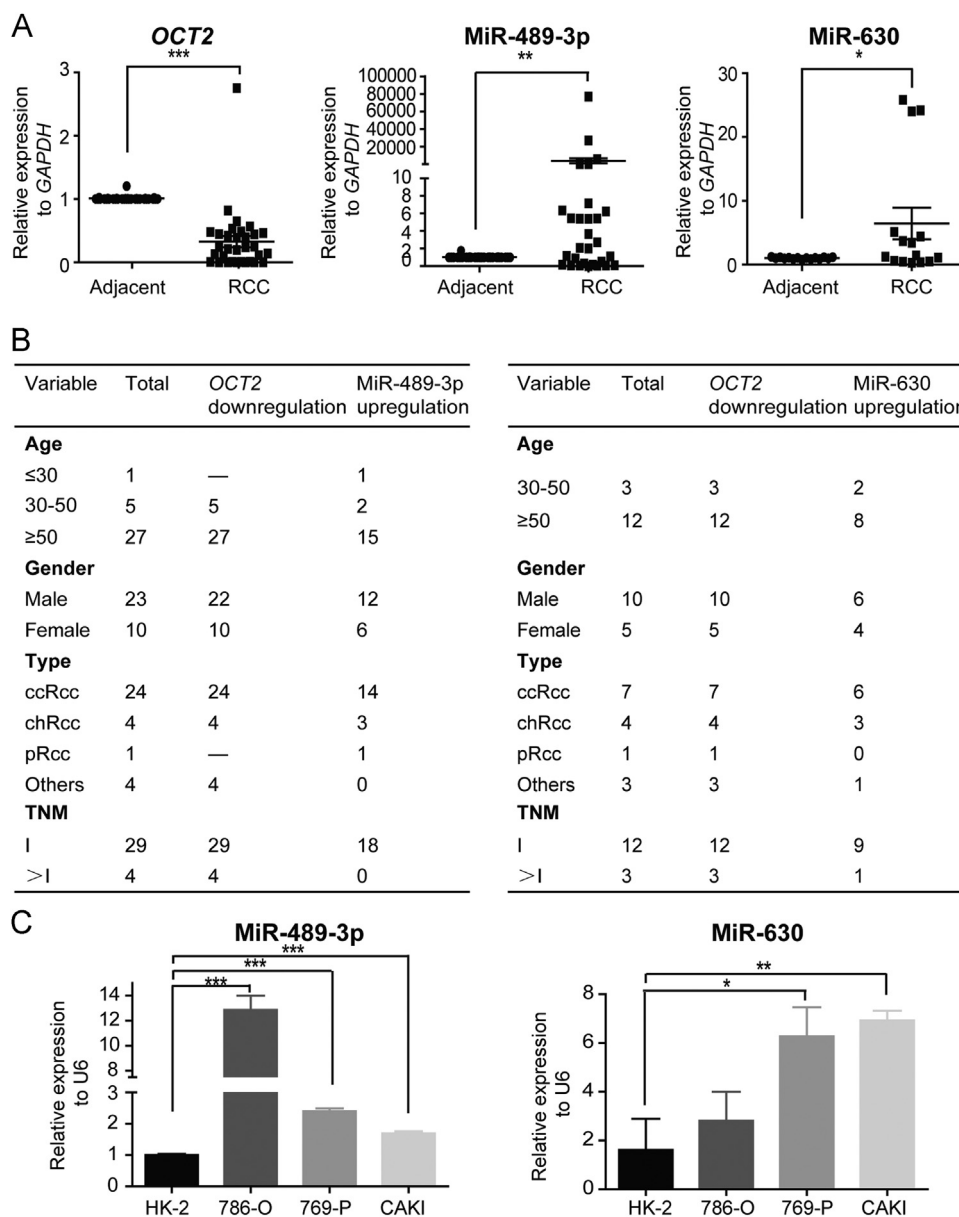 A
OCT2
***
Relative expression
to GAPDH
3
2
1
0
Adjacent
RCC
MiR-489-3p
**
Relative expression
to GAPDH
100000
80000
60000
40000
20000
10
8
6
4
2
0
Adjacent
RCC
MiR-630
*
Relative expression
to GAPDH
30
20
10
0
Adjacent
RCC
B
Variable Total OCT2 downregulation MiR-489-3p upregulation
Age
≤30 1 — 1
30-50 5 5 2
≥50 27 27 15
Gender
Male 23 22 12
Female 10 10 6
Type
ccRcc 24 24 14
chRcc 4 4 3
pRcc 1 — 1
Others 4 4 0
TNM
I 29 29 18
>I 4 4 0
Variable Total OCT2 downregulation MiR-630 upregulation
Age
30-50 3 3 2
≥50 12 12 8
Gender
Male 10 10 6
Female 5 5 4
Type
ccRcc 7 7 6
chRcc 4 4 3
pRcc 1 1 0
Others 3 3 1
TNM
I 12 12 9
>I 3 3 1
C
MiR-489-3p
***
***
***
Relative expression
to U6
14
12
10
8
6
3
2
1
0
HK-2 786-O 769-P CAKI
MiR-630
**
*
Relative expression
to U6
8
6
4
2
0
HK-2 786-O 769-P CAKI